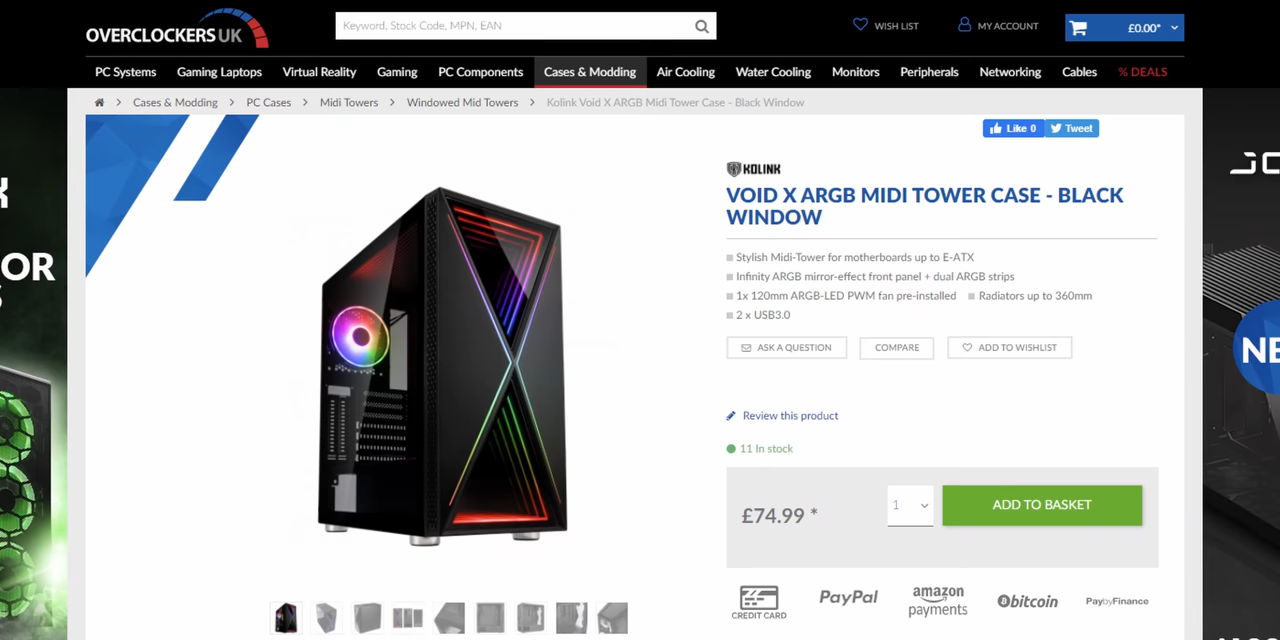 OVERCLOCKERS UK
Keyword, Stock Code, MPN, EAN
WISH LIST
MY ACCOUNT
£0.00*
PC Systems Gaming Laptops Virtual Reality Gaming PC Components Cases & Modding Air Cooling Water Cooling Monitors Peripherals Networking Cables % DEALS
Cases & Modding > PC Cases > Midi Towers > Windowed Mid Towers > Kolink Void X ARGB Midi Tower Case - Black Window
Like 0 Tweet
KOLINK
VOID X ARGB MIDI TOWER CASE - BLACK
WINDOW
Stylish Midi-Tower for motherboards up to E-ATX
Infinity ARGB mirror-effect front panel + dual ARGB strips
1x 120mm ARGB-LED PWM fan pre-installed Radiators up to 360mm
2 x USB3.0
ASK A QUESTION COMPARE ADD TO WISHLIST
Review this product
11 In stock
£74.99 * 1 ADD TO BASKET
CREDIT CARD PayPal amazon payments bitcoin PaybyFinance
OR
NE